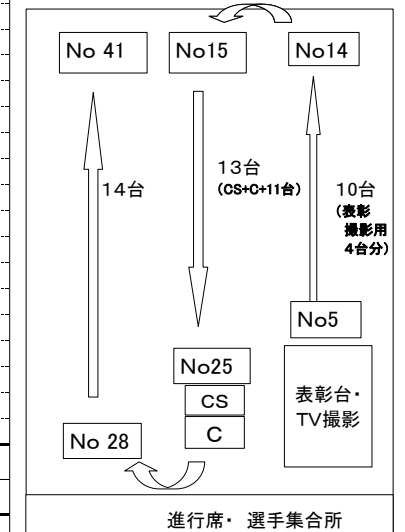 No 41
No15
No14
14台
13台
(CS+C+11台)
10台
(表彰
撮影用
4台分)
No5
No25
CS
C
No 28
表彰台・
TV撮影
進行席・ 選手集合所